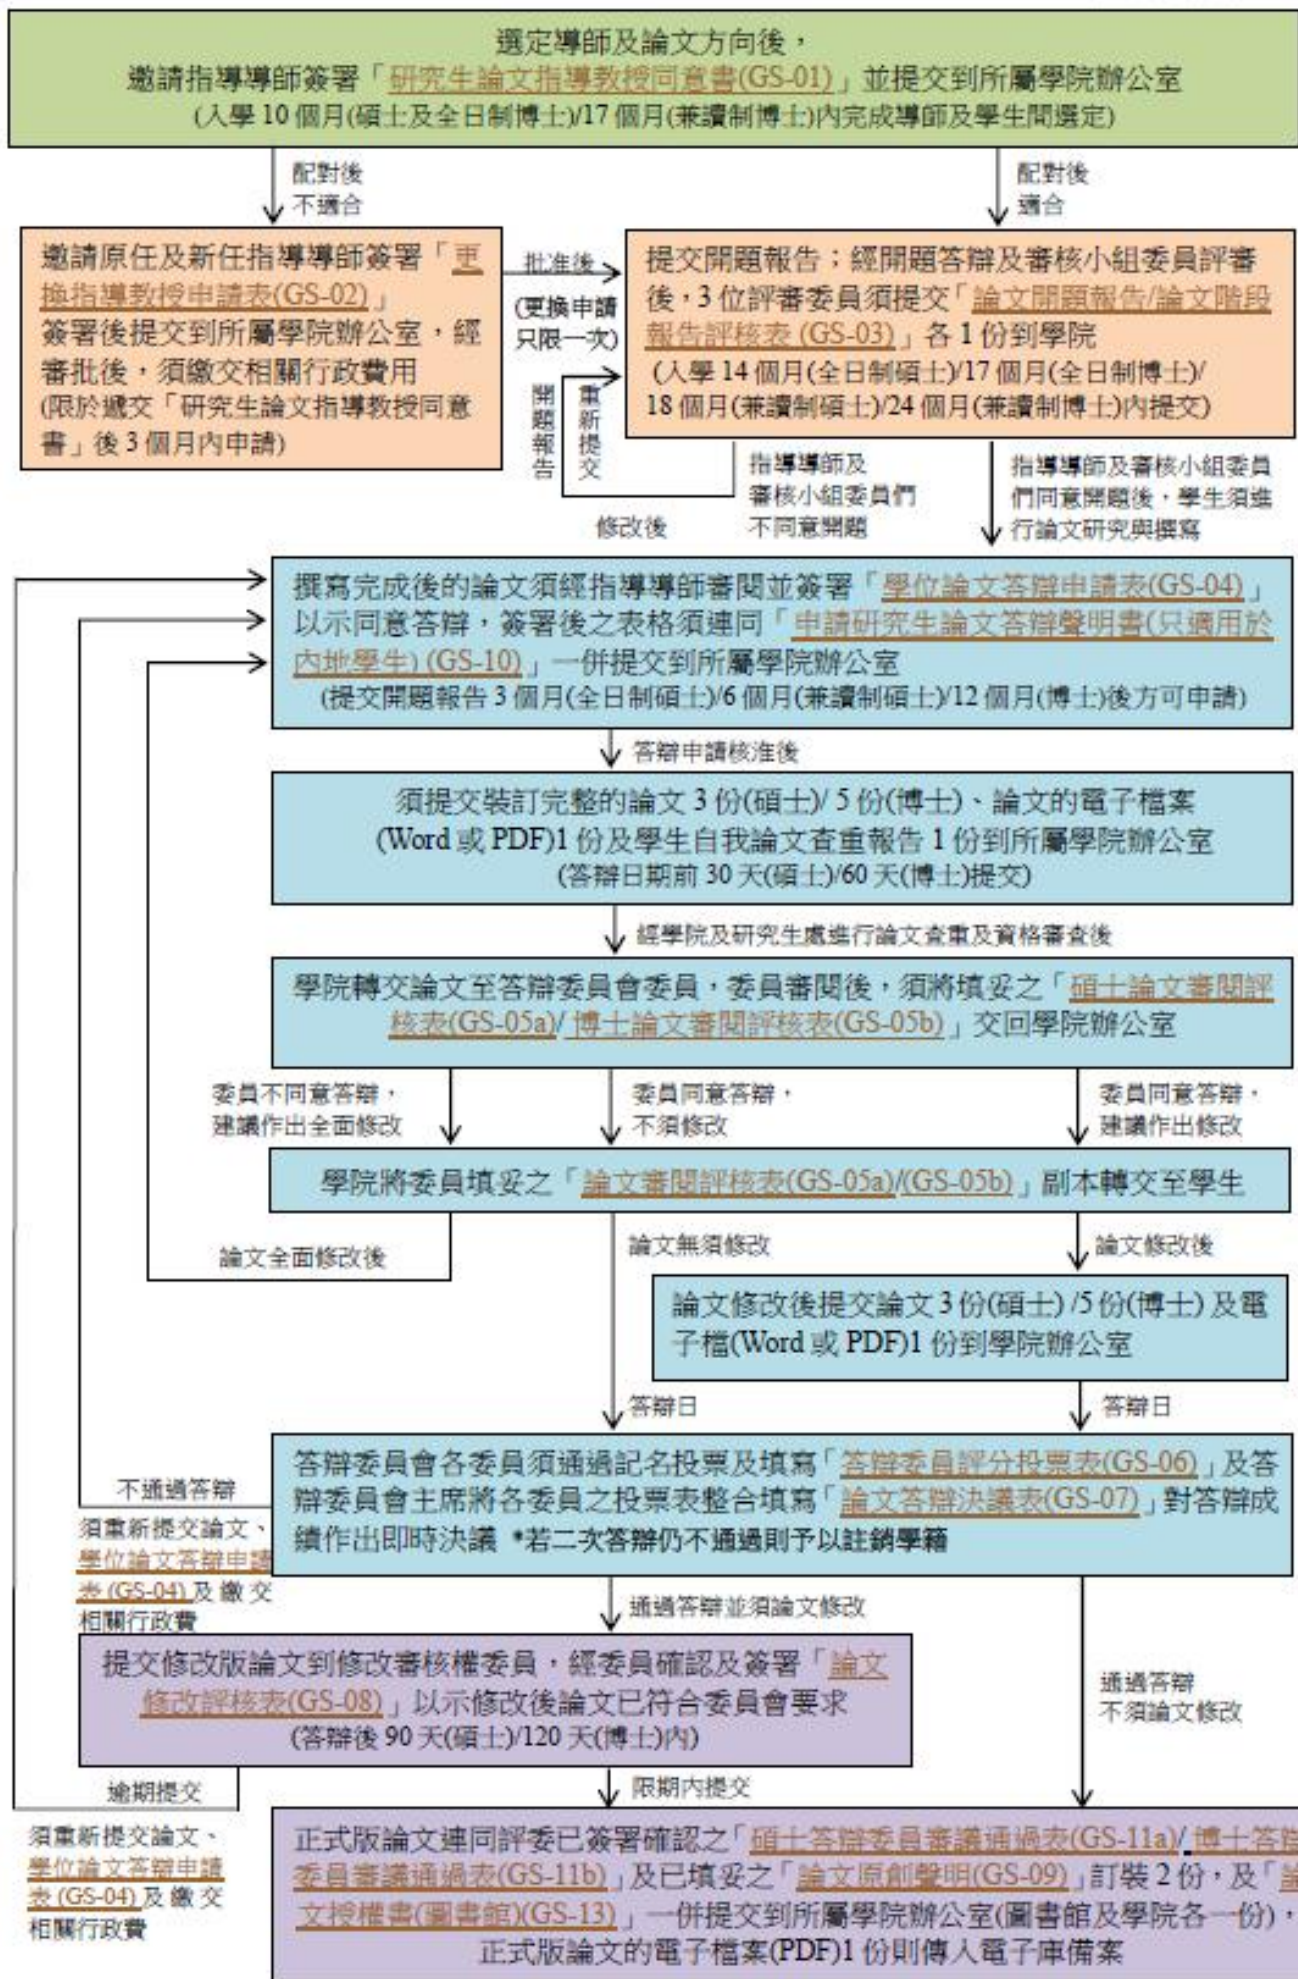 選定導師及論文方向後，
邀請指導導師簽署「研究生論文指導教授同意書(GS-01)」並提交到所屬學院辦公室
(入學 10 個月(碩士及全日制博士)/17 個月(兼讀制博士)內完成導師及學生間選定)
配對後
不適合
配對後
適合
邀請原任及新任指導導師簽署「更
換指導教授申請表(GS-02)」
簽署後提交到所屬學院辦公室，經
審批後，須繳交相關行政費用
(限於遞交「研究生論文指導教授同意
書」後 3 個月內申請)
批准後
(更換申請
只限一次)
提交開題報告；經開題答辯及審核小組委員評審
後，3 位評審委員須提交「論文開題報告/論文階段
報告評核表 (GS-03)」各 1 份到學院
(入學 14 個月(全日制碩士)/17 個月(全日制博士)/
18 個月(兼讀制碩士)/24 個月(兼讀制博士)內提交)
重新提交
開題報告
修改後
指導導師及
審核小組委員們
不同意開題
指導導師及審核小組委員
們同意開題後，學生須進
行論文研究與撰寫
撰寫完成後的論文須經指導導師審閱並簽署「學位論文答辯申請表(GS-04)」
以示同意答辯，簽署後之表格須連同「申請研究生論文答辯聲明書(只適用於
內地學生) (GS-10)」一併提交到所屬學院辦公室
(提交開題報告 3 個月(全日制碩士)/6 個月(兼讀制碩士)/12 個月(博士)後方可申請)
答辯申請核准後
須提交裝訂完整的論文 3 份(碩士)/ 5 份(博士)、論文的電子檔案
(Word 或 PDF)1 份及學生自我論文查重報告 1 份到所屬學院辦公室
(答辯日期前 30 天(碩士)/60 天(博士)提交)
經學院及研究生處進行論文查重及資格審查後
學院轉交論文至答辯委員會委員，委員審閱後，須將填妥之「碩士論文審閱評
核表(GS-05a)/ 博士論文審閱評核表(GS-05b)」交回學院辦公室
委員不同意答辯，
建議作出全面修改
委員同意答辯，
不須修改
委員同意答辯，
建議作出修改
學院將委員填妥之「論文審閱評核表(GS-05a)/(GS-05b)」副本轉交至學生
論文全面修改後
論文無須修改
論文修改後
論文修改後提交論文 3 份(碩士) /5 份(博士) 及電
子檔(Word 或 PDF)1 份到學院辦公室
答辯日
答辯日
答辯委員會各委員須通過記名投票及填寫「答辯委員評分投票表(GS-06)」及答
辯委員會主席將各委員之投票表整合填寫「論文答辯決議表(GS-07)」對答辯成
績作出即時決議 *若二次答辯仍不通過則予以註銷學籍
不通過答辯
須重新提交論文、
學位論文答辯申請
表(GS-04)及繳交
相關行政費
通過答辯並須論文修改
通過答辯
不須論文修改
提交修改版論文到修改審核權委員，經委員確認及簽署「論文
修改評核表(GS-08)」以示修改後論文已符合委員會要求
(答辯後 90 天(碩士)/120 天(博士)內)
逾期提交
限期內提交
須重新提交論文、
學位論文答辯申請
表(GS-04)及繳交
相關行政費
正式版論文連同評委已簽署確認之「碩士答辯委員審議通過表(GS-11a)/ 博士答辯
委員審議通過表(GS-11b)」及已填妥之「論文原創聲明(GS-09)」訂裝 2 份，及「論
文授權書(圖書館)(GS-13)」一併提交到所屬學院辦公室(圖書館及學院各一份)，
正式版論文的電子檔案(PDF)1 份則傳入電子庫備案